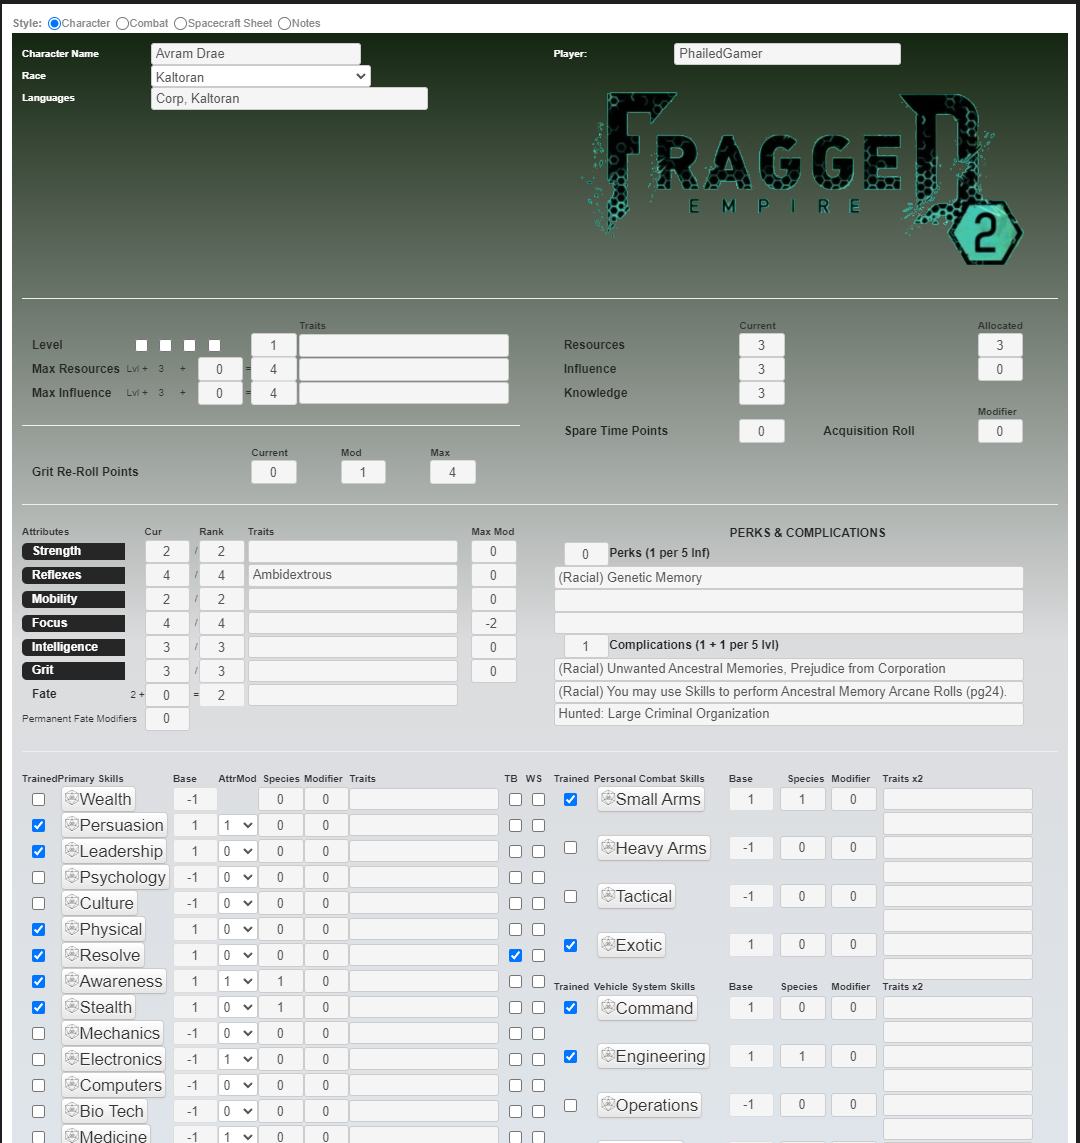 Style: Character Combat Spacecraft Sheet Notes
Character Name Avram Drae Player: PhailedGamer
Race Kaltoran
Languages Corp, Kaltoran
FRAGGED
EMPIRE
2
Traits Current Allocated
Level 1 Resources 3 3
Max Resources Lvl + 3 + 0 = 4 Influence 3 0
Max Influence Lvl + 3 + 0 = 4 Knowledge 3
Modifier
Spare Time Points 0 Acquisition Roll 0
Current Mod Max
Grit Re-Roll Points 0 1 4
Attributes Cur Rank Traits Max Mod PERKS & COMPLICATIONS
Strength 2 / 2 0 0 Perks (1 per 5 Inf)
Reflexes 4 / 4 Ambidextrous 0 (Racial) Genetic Memory
Mobility 2 / 2 0
Focus 4 / 4 -2
Intelligence 3 / 3 0 1 Complications (1 + 1 per 5 lvl)
Grit 3 / 3 0 (Racial) Unwanted Ancestral Memories, Prejudice from Corporation
Fate 2 + 0 = 2 (Racial) You may use Skills to perform Ancestral Memory Arcane Rolls (pg24).
Permanent Fate Modifiers 0 Hunted: Large Criminal Organization
Trained Primary Skills Base AttrMod Species Modifier Traits TB WS Trained Personal Combat Skills Base Species Modifier Traits x2
Wealth -1 0 0 Small Arms 1 1 0
Persuasion 1 1 0 0
Leadership 1 0 0 0 Heavy Arms -1 0 0
Psychology -1 0 0 0
Culture -1 0 0 0 Tactical -1 0 0
Physical 1 0 0 0
Resolve 1 0 0 0 Exotic 1 0 0
Awareness 1 1 1 0
Trained Vehicle System Skills Base Species Modifier Traits x2
Stealth 1 0 1 0 Command 1 0 0
Mechanics -1 0 0 0
Electronics -1 1 0 0 Engineering 1 1 0
Computers -1 0 0 0
Bio Tech -1 0 0 0 Operations -1 0 0
Medicine -1 1 0 0